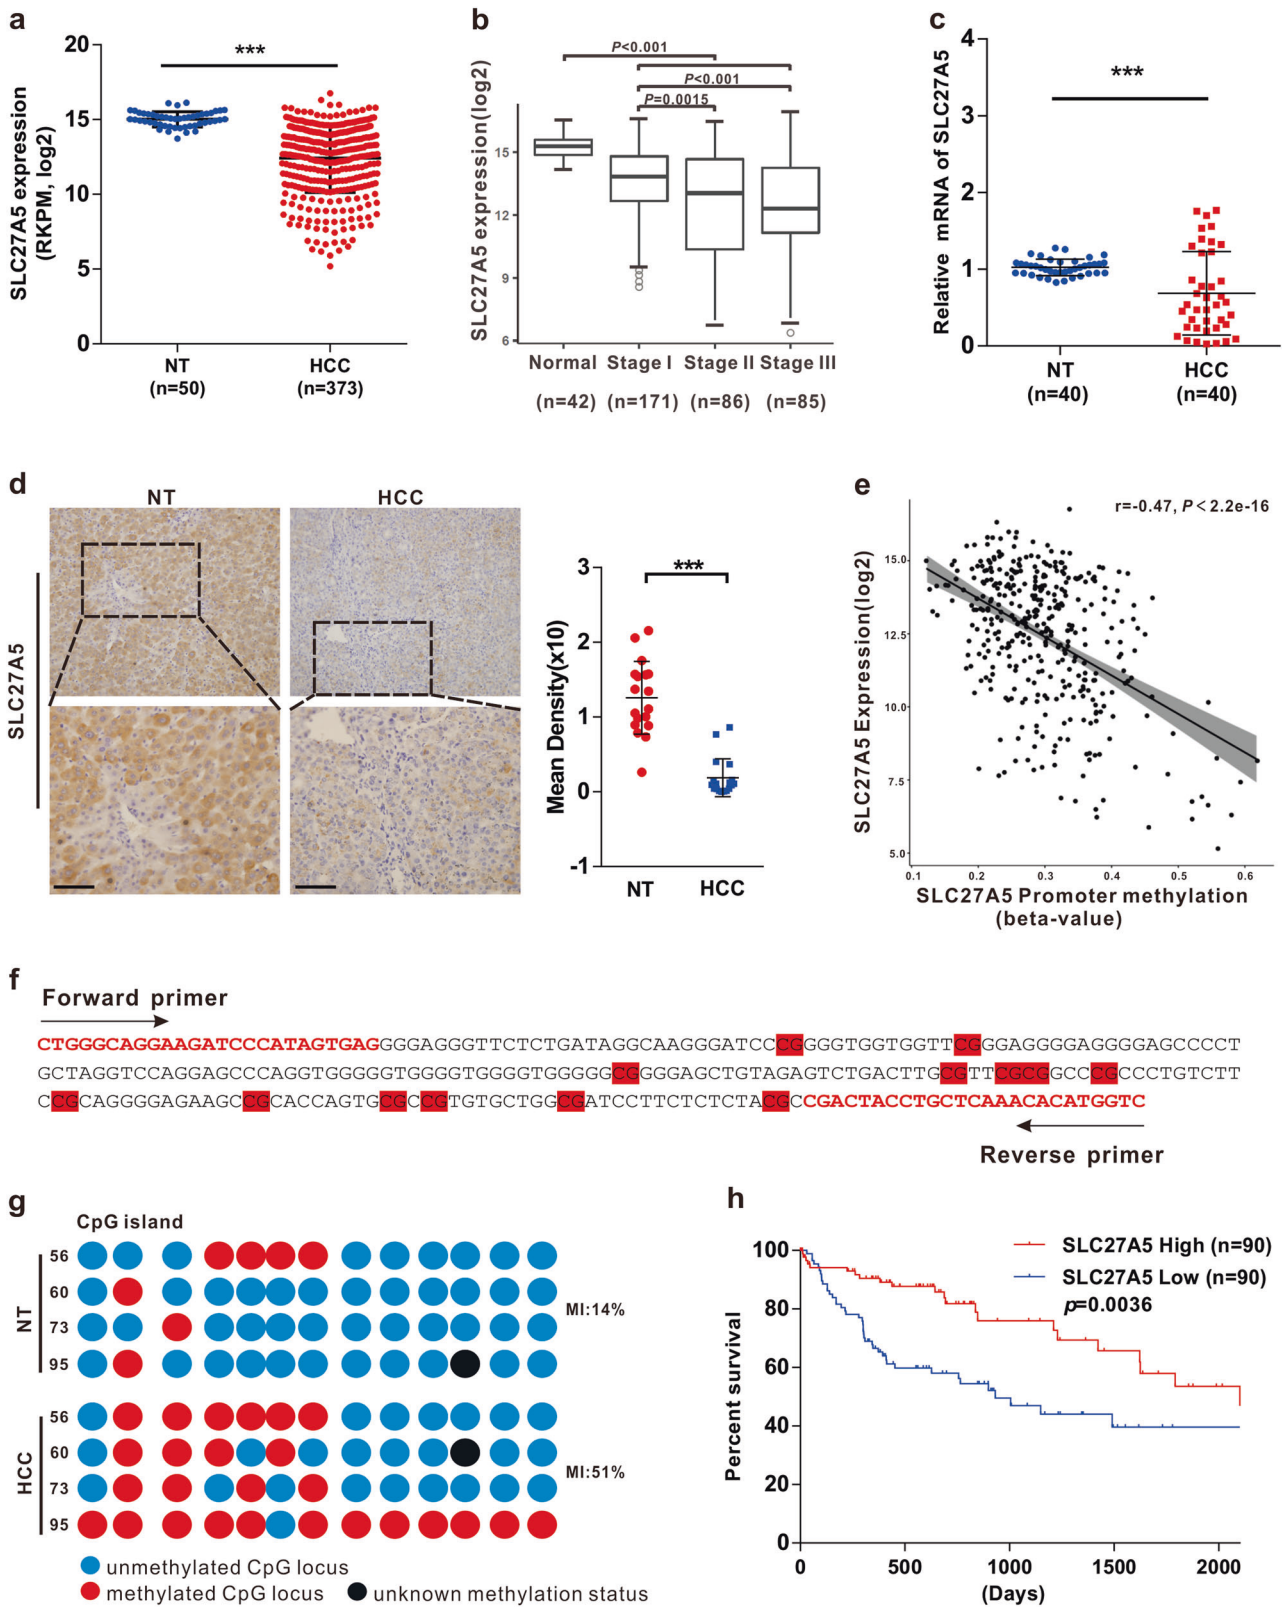 a
SLC27A5 expression
(RKPM, log2)
20
15
10
5
0
***
NT
(n=50)
HCC
(n=373)
b
SLC27A5 expression(log2)
P<0.001
P<0.001
P=0.0015
15
12
9
6
Normal Stage I Stage II Stage III
(n=42) (n=171) (n=86) (n=85)
c
Relative mRNA of SLC27A5
4
3
2
1
0
***
NT
(n=40)
HCC
(n=40)
d
NT HCC
SLC27A5
Mean Density(x10)
3
2
1
0
-1
***
NT HCC
e
r=-0.47, P < 2.2e-16
SLC27A5 Expression(log2)
15.0
12.5
10.0
7.5
5.0
0.1 0.2 0.3 0.4 0.5 0.6
SLC27A5 Promoter methylation
(beta-value)
f
Forward primer
CTGGGCAGGAAGATCCCATAGTGAGGGGAGGGTTCTCTGATAGGCAAGGGATCCCCGGGGTGGTGGTTCGGGAGGGGAGGGGAGCCCCT
GCTAGGTCCAGGAGCCCAGGTGGGGGTGGGGTGGGGTGGGGGCGGGGAGCTGTAGAGTCTGACTTGCGTTCGCGGCCCGCCCTGTCTT
CCGCAGGGGAGAAGCCGCACCAGTGCGCCGTGTGCTGGCGATCCTTCTCTCTACGCCGACTACCTGCTCAAACACATGGTC
Reverse primer
g
CpG island
NT
56
60
73
95
MI:14%
HCC
56
60
73
95
MI:51%
unmethylated CpG locus
methylated CpG locus
unknown methylation status
h
SLC27A5 High (n=90)
SLC27A5 Low (n=90)
p=0.0036
Percent survival
100
80
60
40
20
0
0 500 1000 1500 2000
(Days)